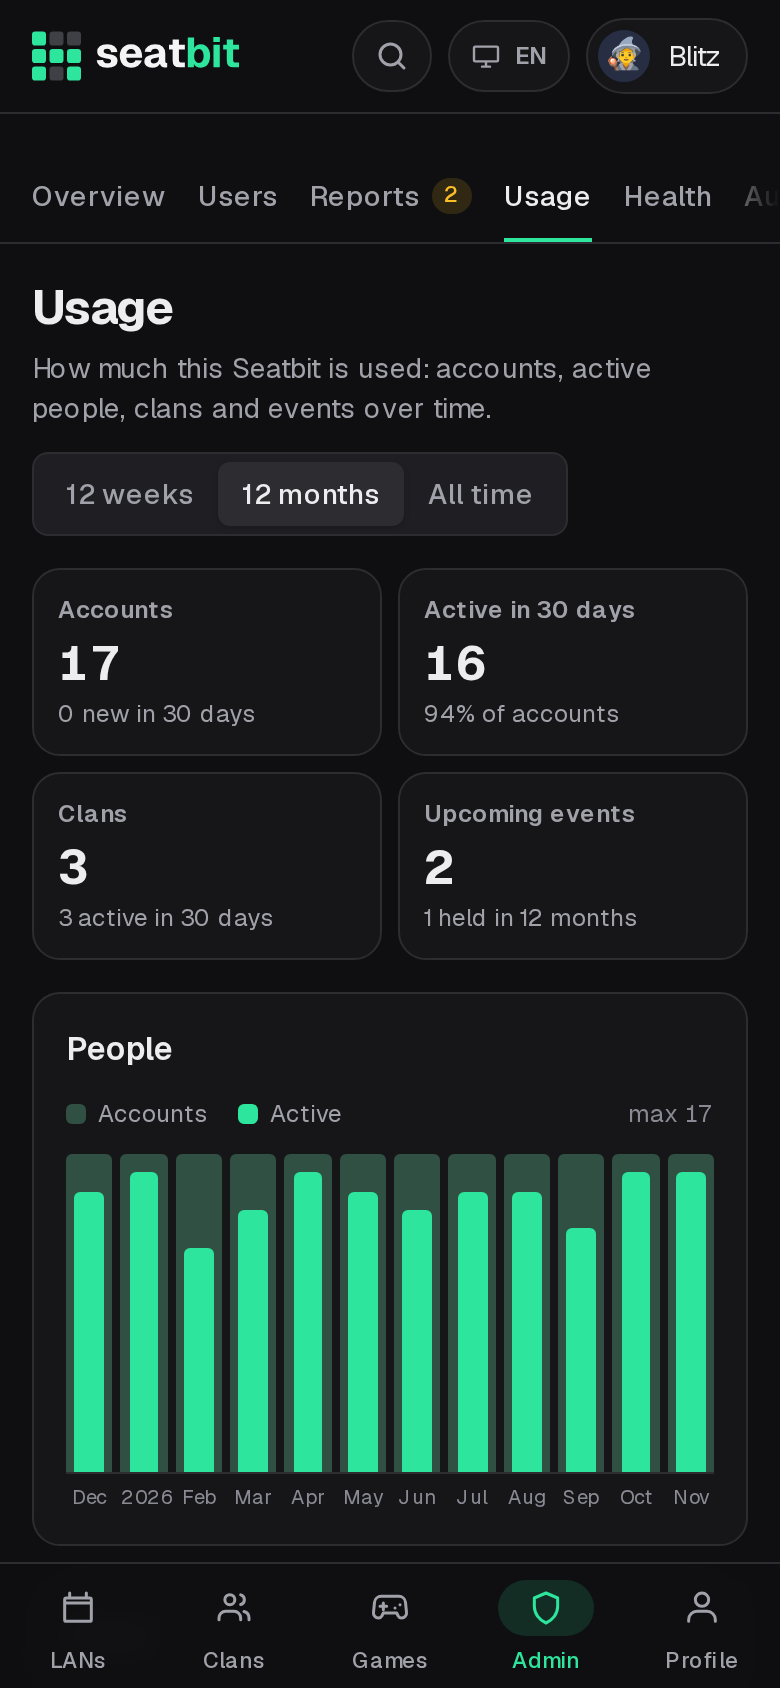 seatbit
EN
Blitz
Overview Users Reports 2 Usage Health Au
Usage
How much this Seatbit is used: accounts, active
people, clans and events over time.
12 weeks 12 months All time
Accounts
17
0 new in 30 days
Active in 30 days
16
94% of accounts
Clans
3
3 active in 30 days
Upcoming events
2
1 held in 12 months
People
Accounts Active max 17
Dec 2026 Feb Mar Apr May Jun Jul Aug Sep Oct Nov
LANs Clans Games Admin Profile